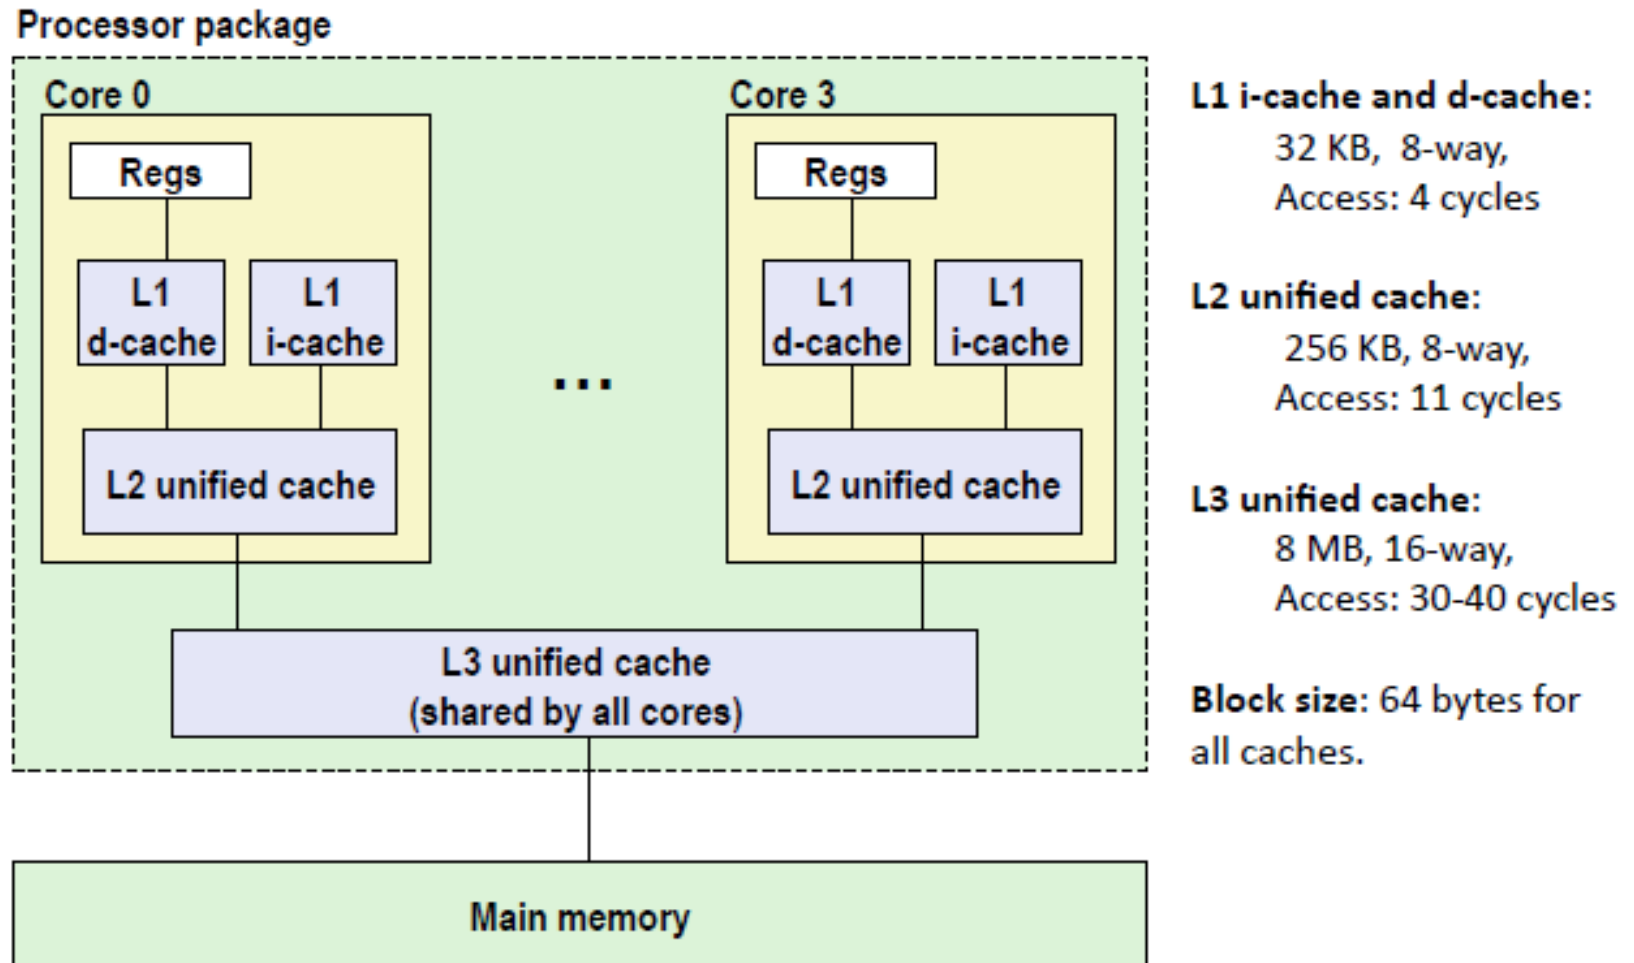 Processor package
Core 0
Regs
L1
d-cache
L1
i-cache
L2 unified cache
...
Core 3
Regs
L1
d-cache
L1
i-cache
L2 unified cache
L3 unified cache
(shared by all cores)
Main memory
L1 i-cache and d-cache:
32 KB, 8-way,
Access: 4 cycles
L2 unified cache:
256 KB, 8-way,
Access: 11 cycles
L3 unified cache:
8 MB, 16-way,
Access: 30-40 cycles
Block size: 64 bytes for
all caches.